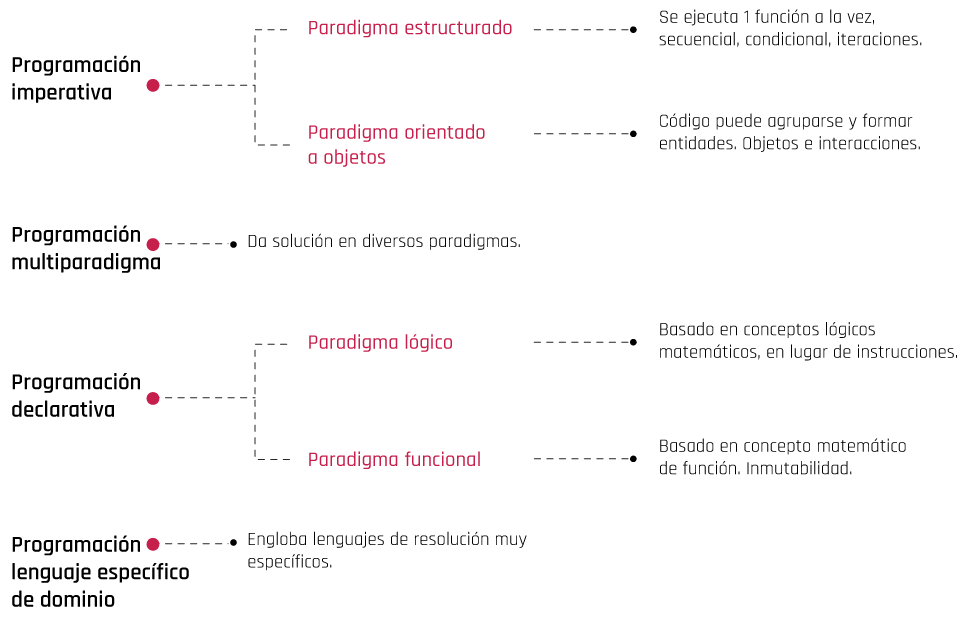 Programación
imperativa
Paradigma estructurado
Se ejecuta 1 función a la vez,
secuencial, condicional, iteraciones.
Paradigma orientado
a objetos
Código puede agruparse y formar
entidades. Objetos e interacciones.
Programación
multiparadigma
Da solución en diversos paradigmas.
Programación
declarativa
Paradigma lógico
Basado en conceptos lógicos
matemáticos, en lugar de instrucciones.
Paradigma funcional
Basado en concepto matemático
de función. Inmutabilidad.
Programación
lenguaje específico
de dominio
Engloba lenguajes de resolución muy
específicos.